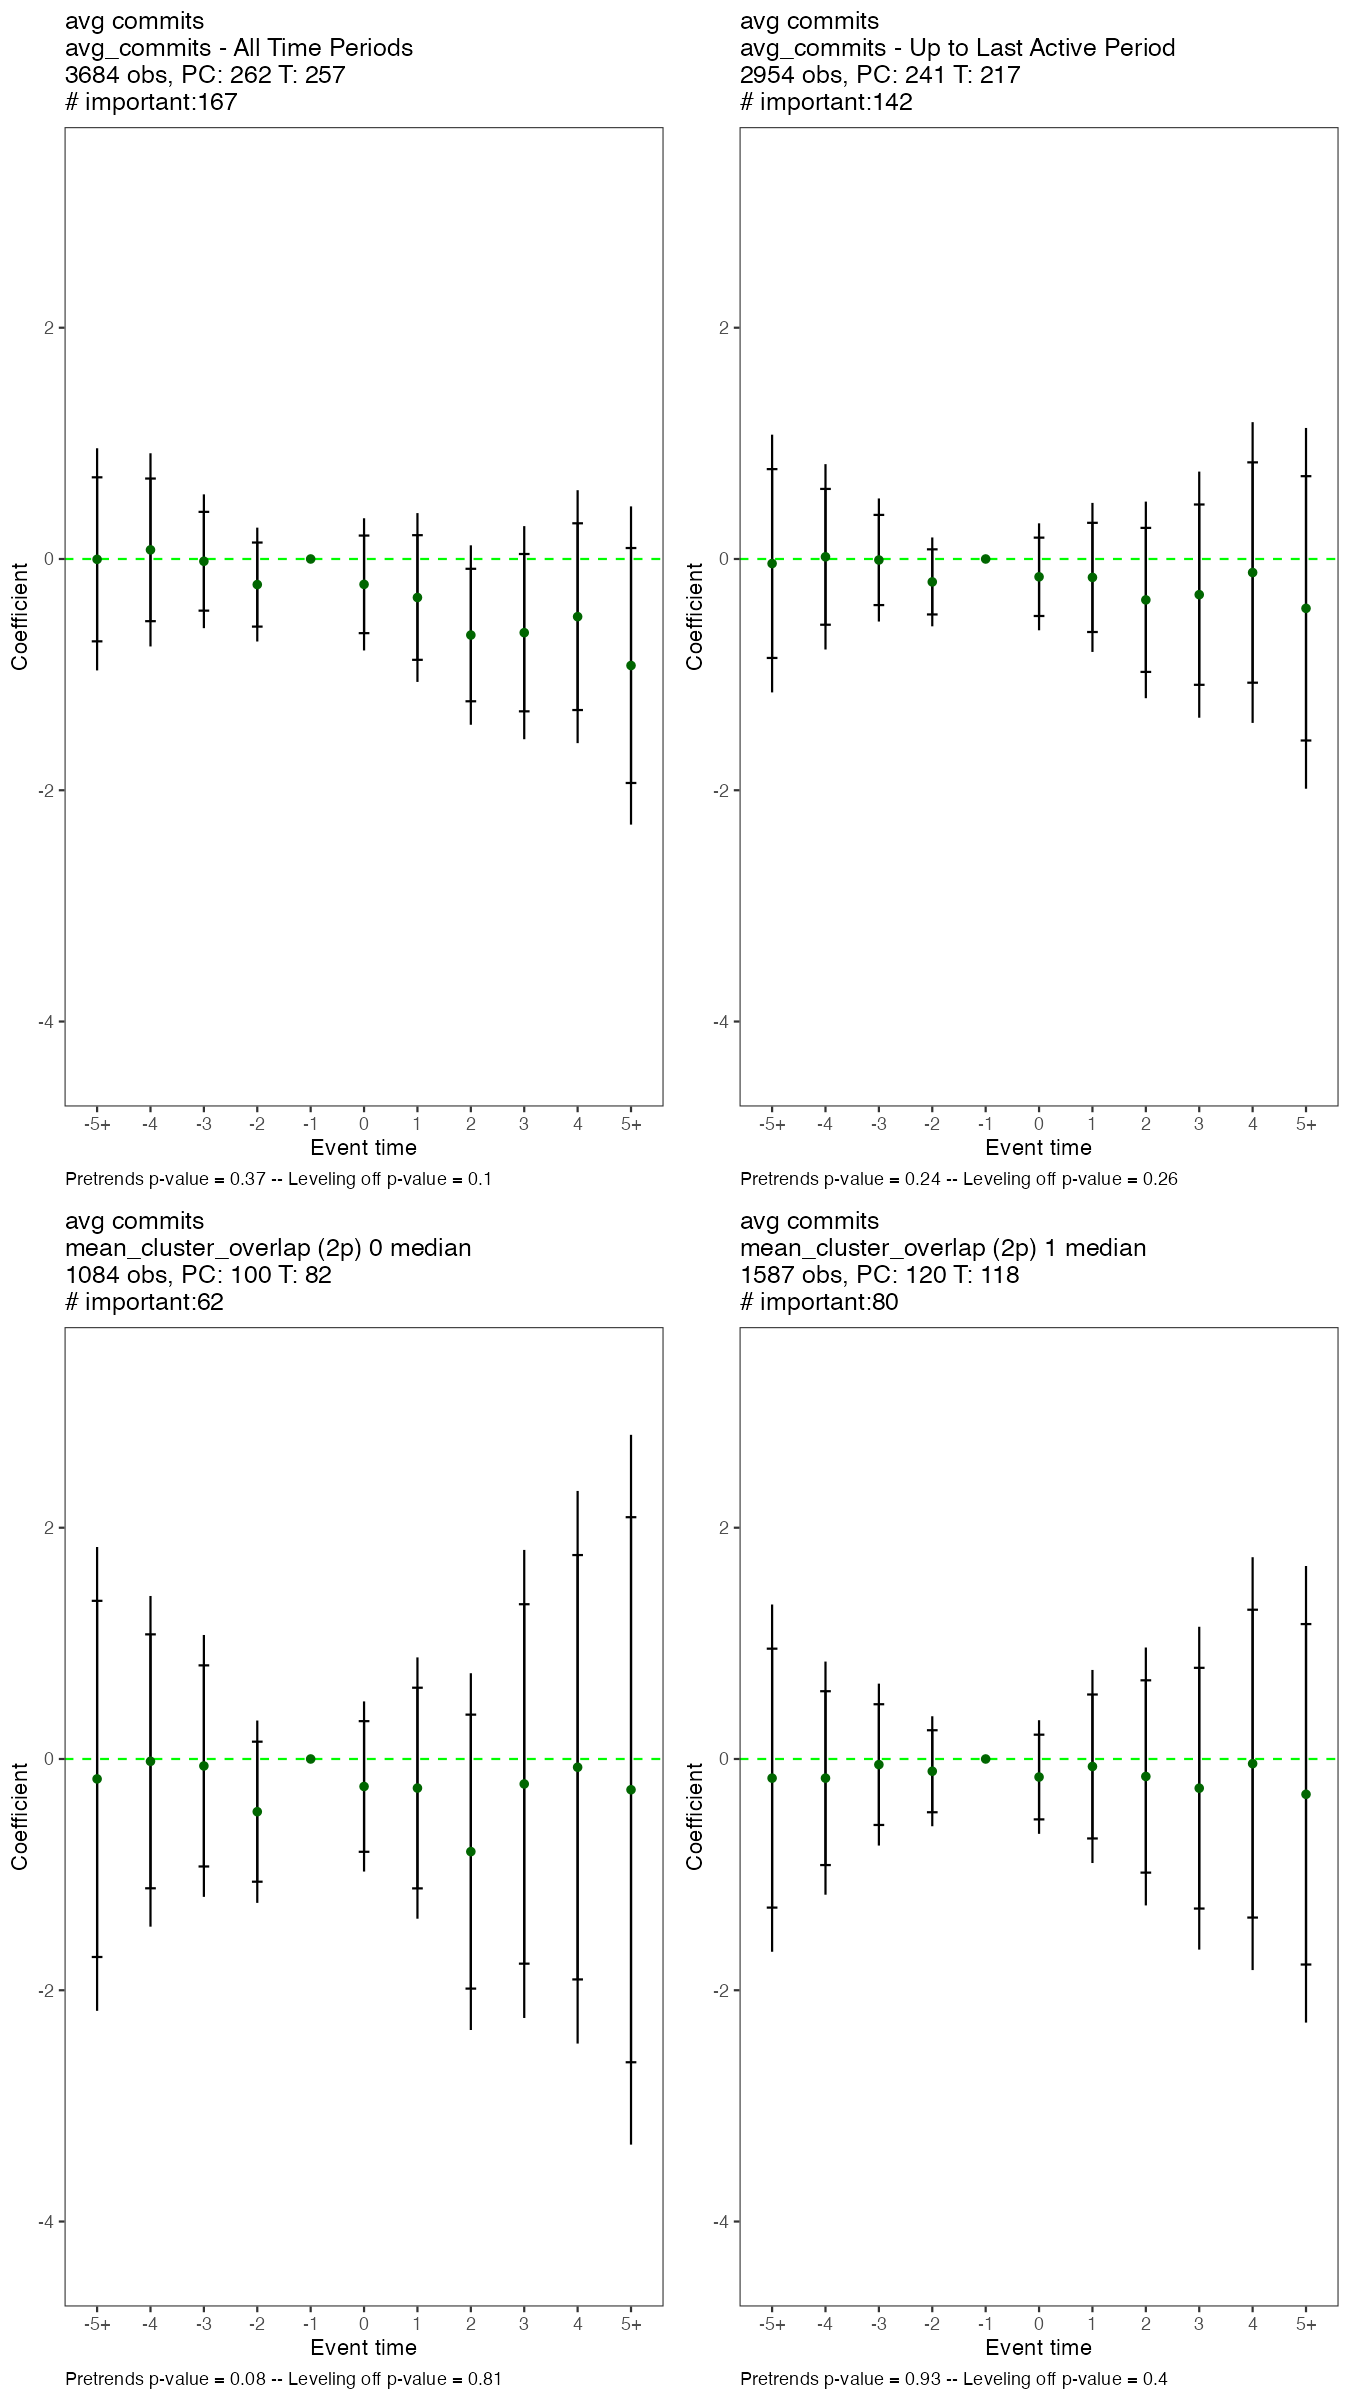 avg commits
avg_commits - All Time Periods
3684 obs, PC: 262 T: 257
# important:167
2
0
-2
-4
Coefficient
-5+ -4 -3 -2 -1 0 1 2 3 4 5+
Event time
Pretrends p-value = 0.37 -- Leveling off p-value = 0.1
avg commits
avg_commits - Up to Last Active Period
2954 obs, PC: 241 T: 217
# important:142
2
0
-2
-4
Coefficient
-5+ -4 -3 -2 -1 0 1 2 3 4 5+
Event time
Pretrends p-value = 0.24 -- Leveling off p-value = 0.26
avg commits
mean_cluster_overlap (2p) 0 median
1084 obs, PC: 100 T: 82
# important:62
2
0
-2
-4
Coefficient
-5+ -4 -3 -2 -1 0 1 2 3 4 5+
Event time
Pretrends p-value = 0.08 -- Leveling off p-value = 0.81
avg commits
mean_cluster_overlap (2p) 1 median
1587 obs, PC: 120 T: 118
# important:80
2
0
-2
-4
Coefficient
-5+ -4 -3 -2 -1 0 1 2 3 4 5+
Event time
Pretrends p-value = 0.93 -- Leveling off p-value = 0.4